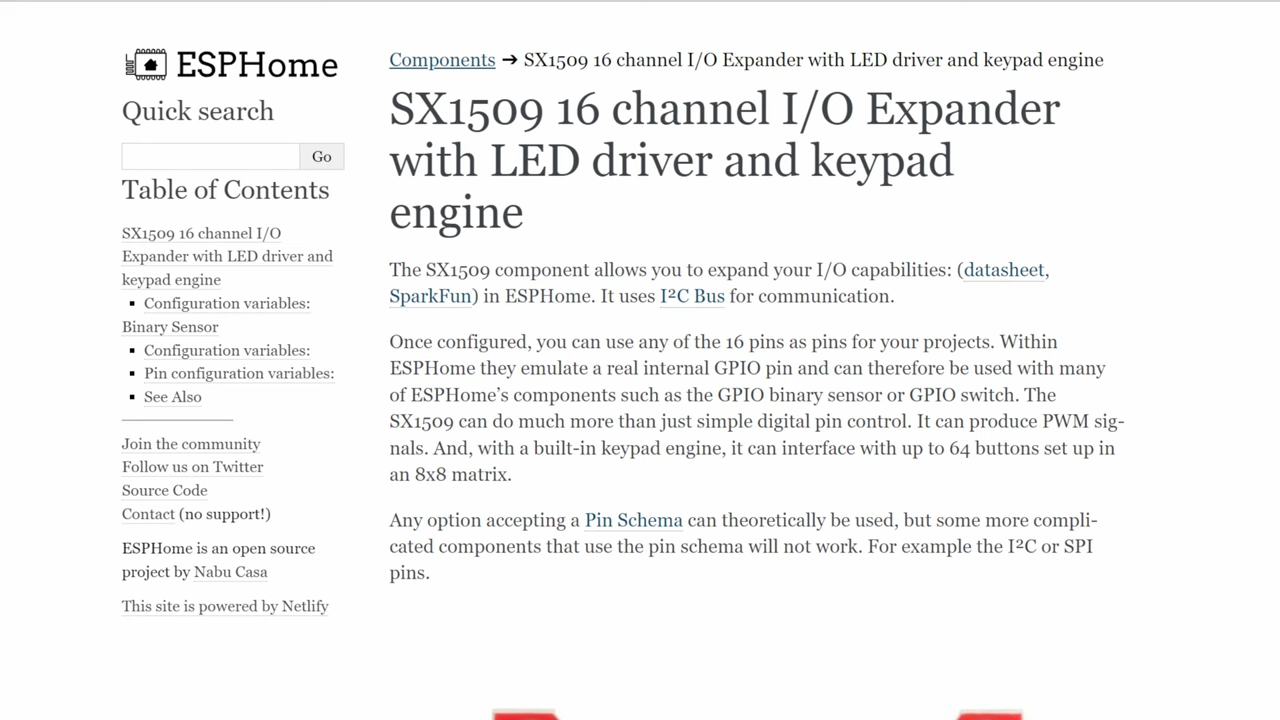 ESPHome
Quick search
Go
Table of Contents
SX1509 16 channel I/O
Expander with LED driver and
keypad engine
Configuration variables:
Binary Sensor
Configuration variables:
Pin configuration variables:
See Also
Join the community
Follow us on Twitter
Source Code
Contact (no support!)
ESPHome is an open source
project by Nabu Casa
This site is powered by Netlify
Components ➔ SX1509 16 channel I/O Expander with LED driver and keypad engine
SX1509 16 channel I/O Expander
with LED driver and keypad
engine
The SX1509 component allows you to expand your I/O capabilities: (datasheet,
SparkFun) in ESPHome. It uses I²C Bus for communication.
Once configured, you can use any of the 16 pins as pins for your projects. Within
ESPHome they emulate a real internal GPIO pin and can therefore be used with many
of ESPHome’s components such as the GPIO binary sensor or GPIO switch. The
SX1509 can do much more than just simple digital pin control. It can produce PWM sig-
nals. And, with a built-in keypad engine, it can interface with up to 64 buttons set up in
an 8x8 matrix.
Any option accepting a Pin Schema can theoretically be used, but some more compli-
cated components that use the pin schema will not work. For example the I²C or SPI
pins.